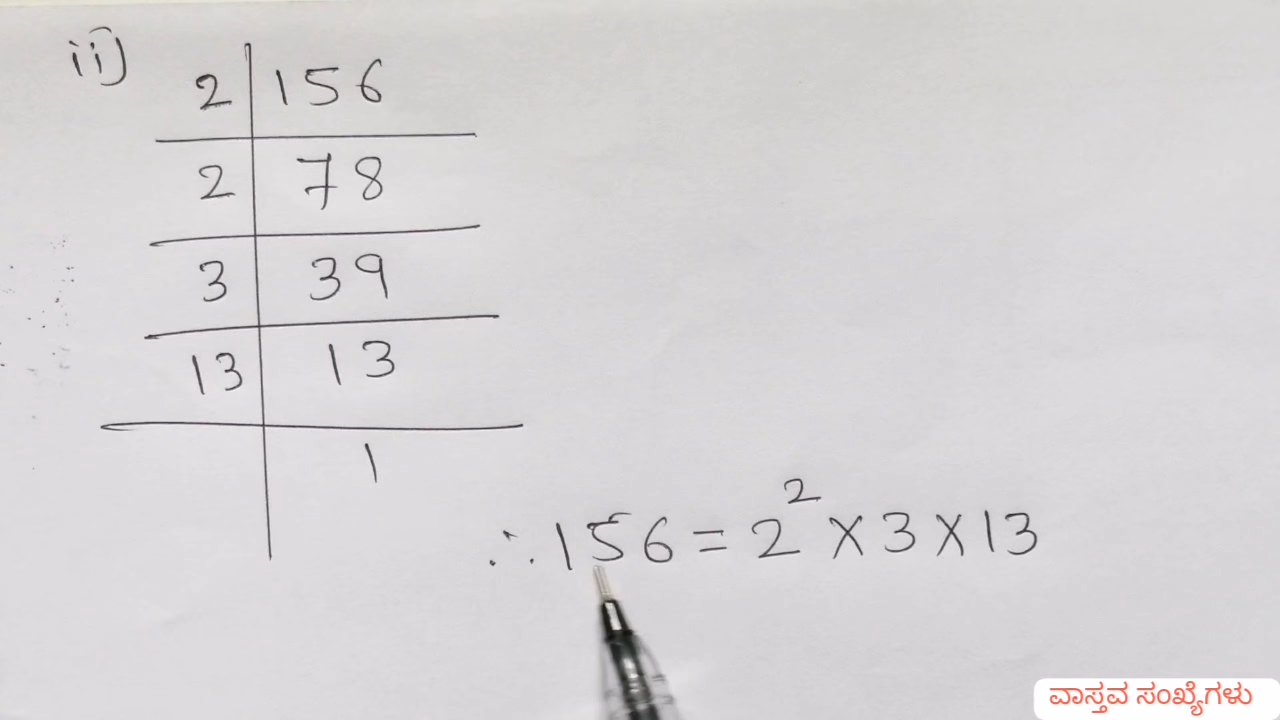 ii)
2 | 156
2 | 78
3 | 39
13 | 13
1
∴ 156 = 2² × 3 × 13
ವಾಸ್ತವ ಸಂಖ್ಯೆಗಳು